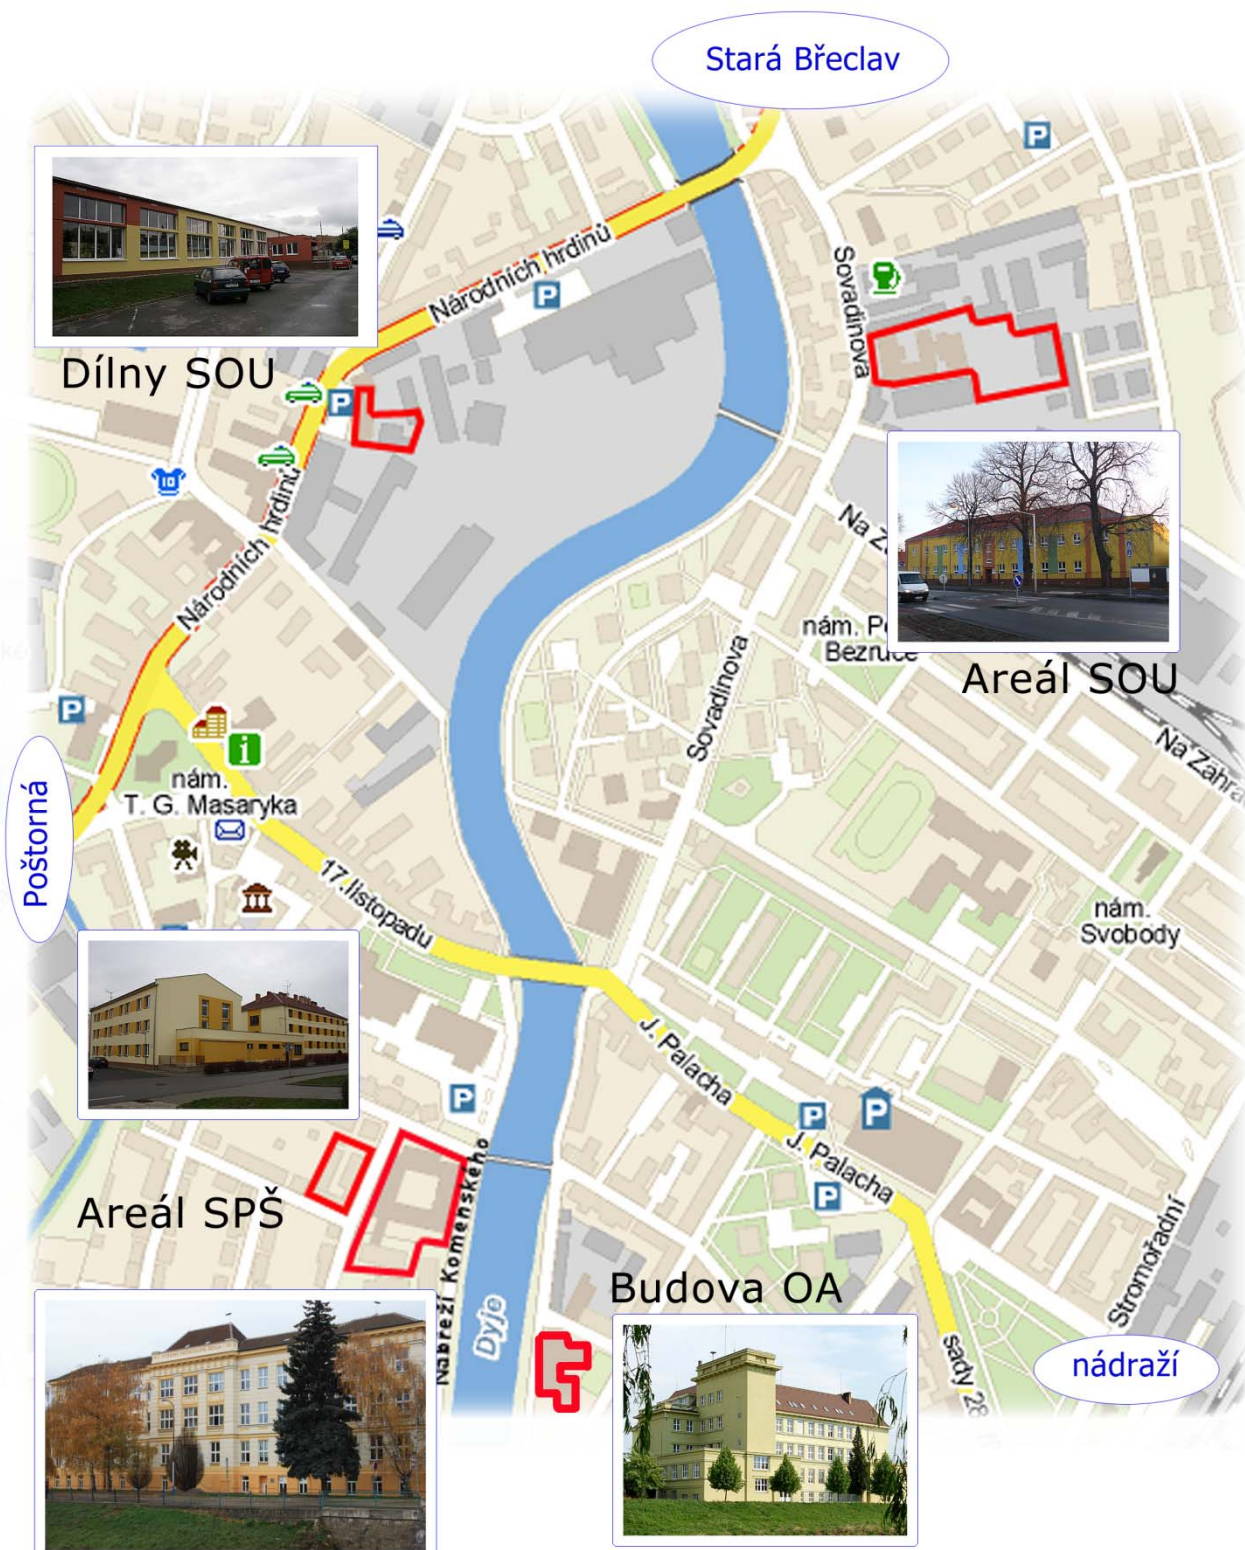 Stará Břeclav
P
Národních hrdinů
P
Sovadinova
Dílny SOU
P
10
Národních hrdinů
Na
nám.
Bezruče
Areál SOU
P
Sovadinova
Na Zahra
i
nám.
T. G. Masaryka
Poštorná
17. listopadu
nám.
Svobody
J. Palacha
P
P
P
J. Palacha
P
Nábřeží Komenského
Areál SPŠ
Stromořadní
Budova OA
Dyje
sady 28
nádraží